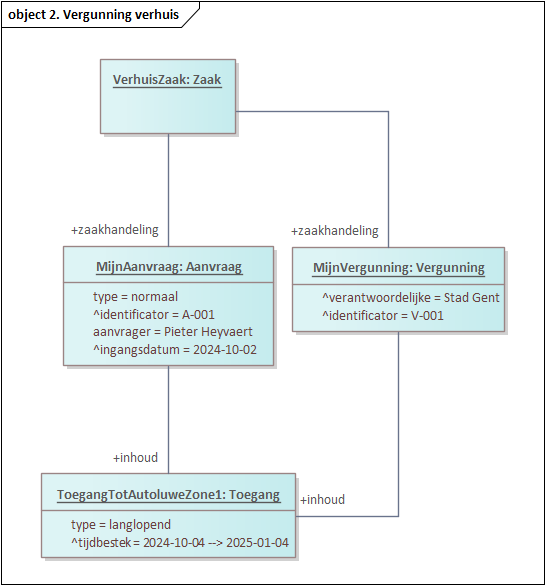 object 2. Vergunning verhuis
VerhuisZaak: Zaak
+zaakhandeling
+zaakhandeling
MijnAanvraag: Aanvraag
type = normaal
^identificator = A-001
aanvrager = Pieter Heyvaert
^ingangsdatum = 2024-10-02
MijnVergunning: Vergunning
^verantwoordelijke = Stad Gent
^identificator = V-001
+inhoud
+inhoud
ToegangTotAutoluweZone1: Toegang
type = langlopend
^tijdbestek = 2024-10-04 --> 2025-01-04